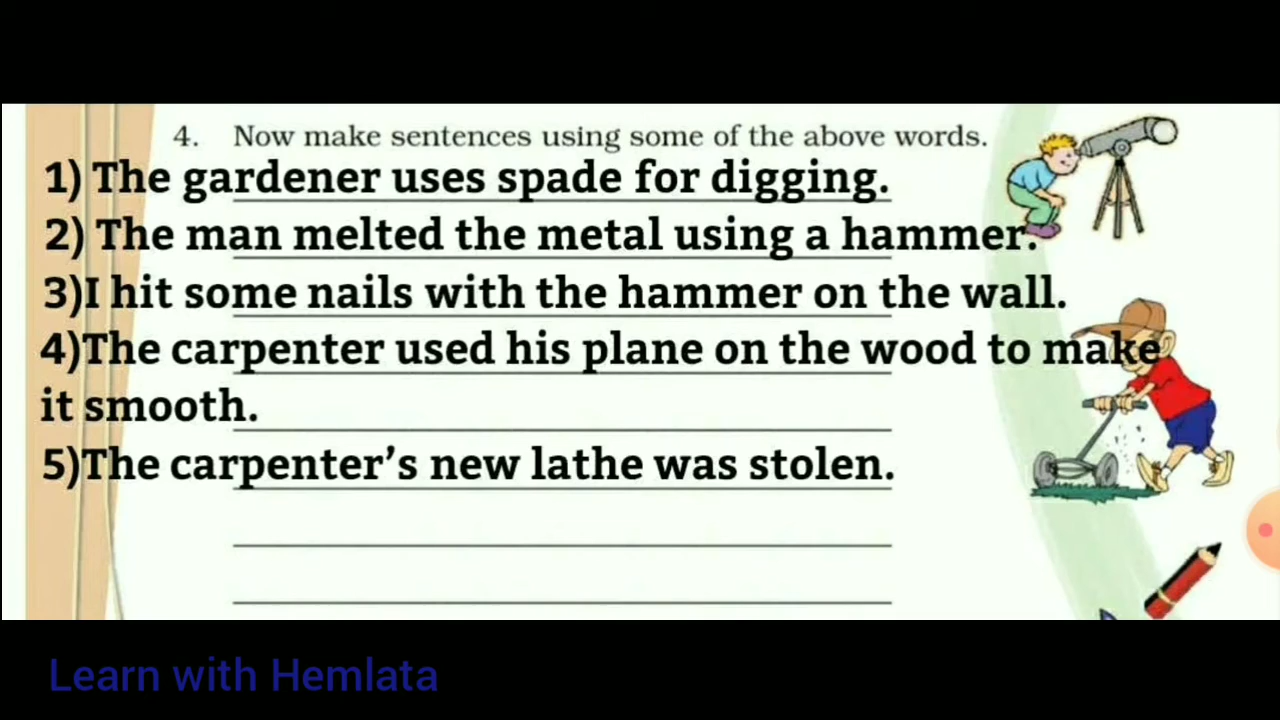 4. Now make sentences using some of the above words.
1) The gardener uses spade for digging.
2) The man melted the metal using a hammer.
3)I hit some nails with the hammer on the wall.
4)The carpenter used his plane on the wood to make
it smooth.
5)The carpenter’s new lathe was stolen.
Learn with Hemlata